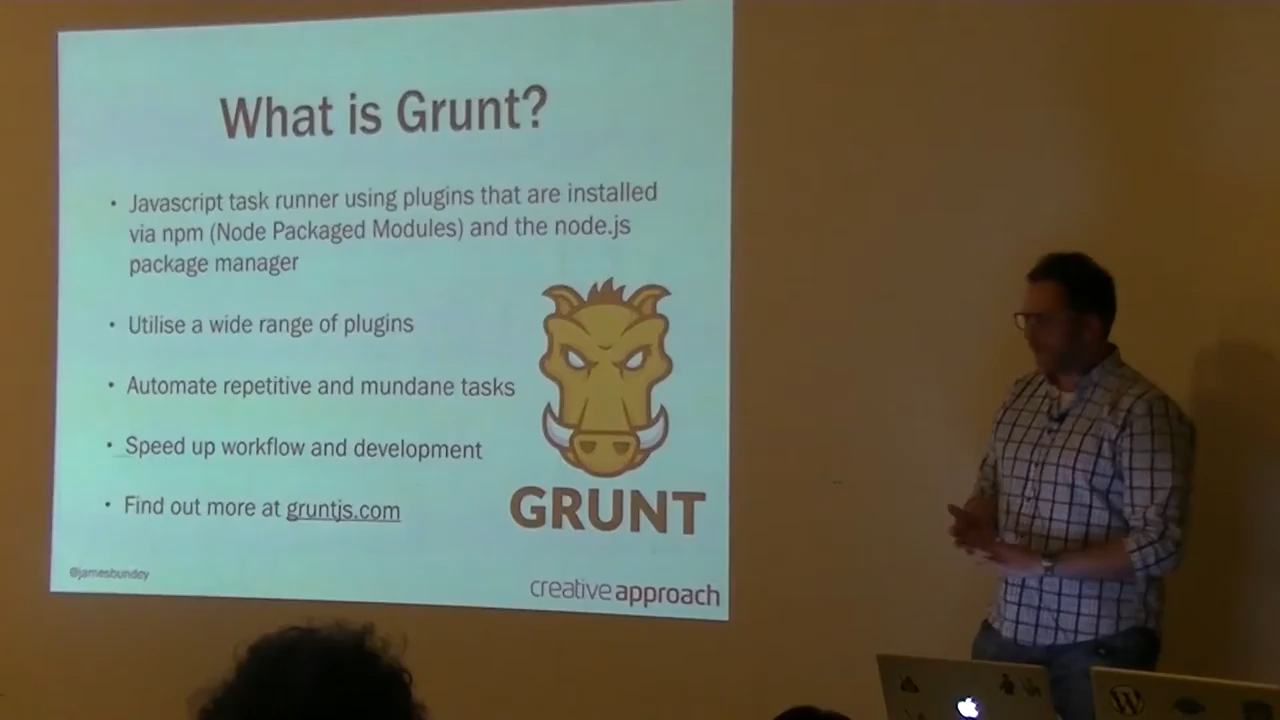 What is Grunt?
• Javascript task runner using plugins that are installed
via npm (Node Packaged Modules) and the node.js
package manager
• Utilise a wide range of plugins
• Automate repetitive and mundane tasks
• Speed up workflow and development
• Find out more at gruntjs.com
GRUNT
@jamesbundey
creativeapproach